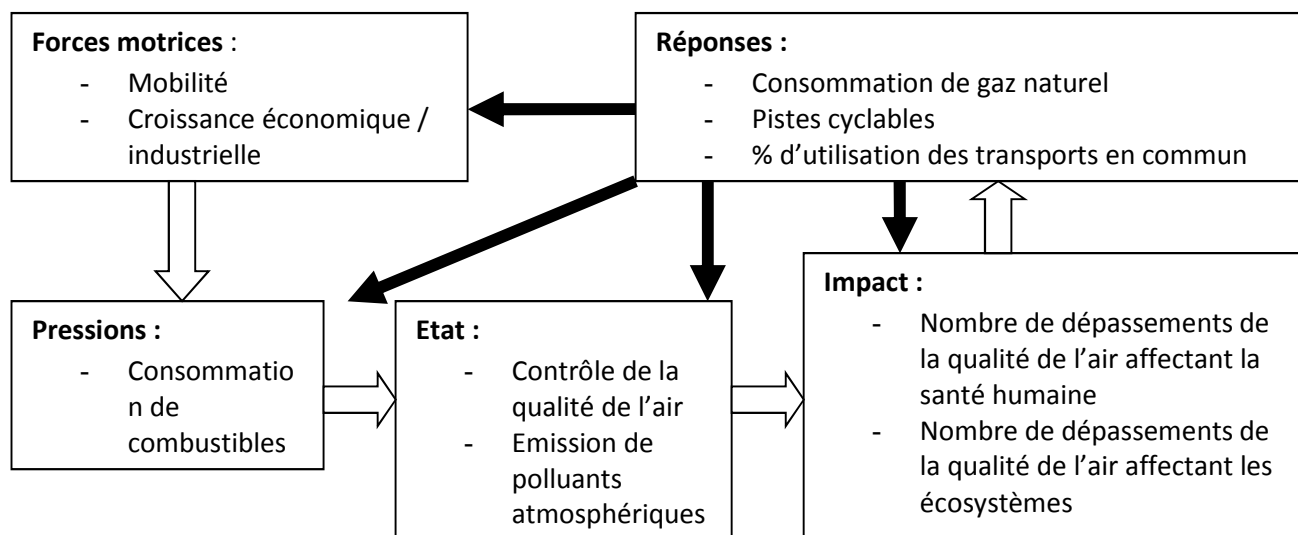 Forces motrices :
- Mobilité
- Croissance économique /
industrielle
Réponses :
- Consommation de gaz naturel
- Pistes cyclables
- % d’utilisation des transports en commun
Pressions :
- Consommatio
n de
combustibles
Etat :
- Contrôle de la
qualité de l’air
- Emission de
polluants
atmosphériques
Impact :
- Nombre de dépassements de
la qualité de l’air affectant la
santé humaine
- Nombre de dépassements de
la qualité de l’air affectant les
écosystèmes